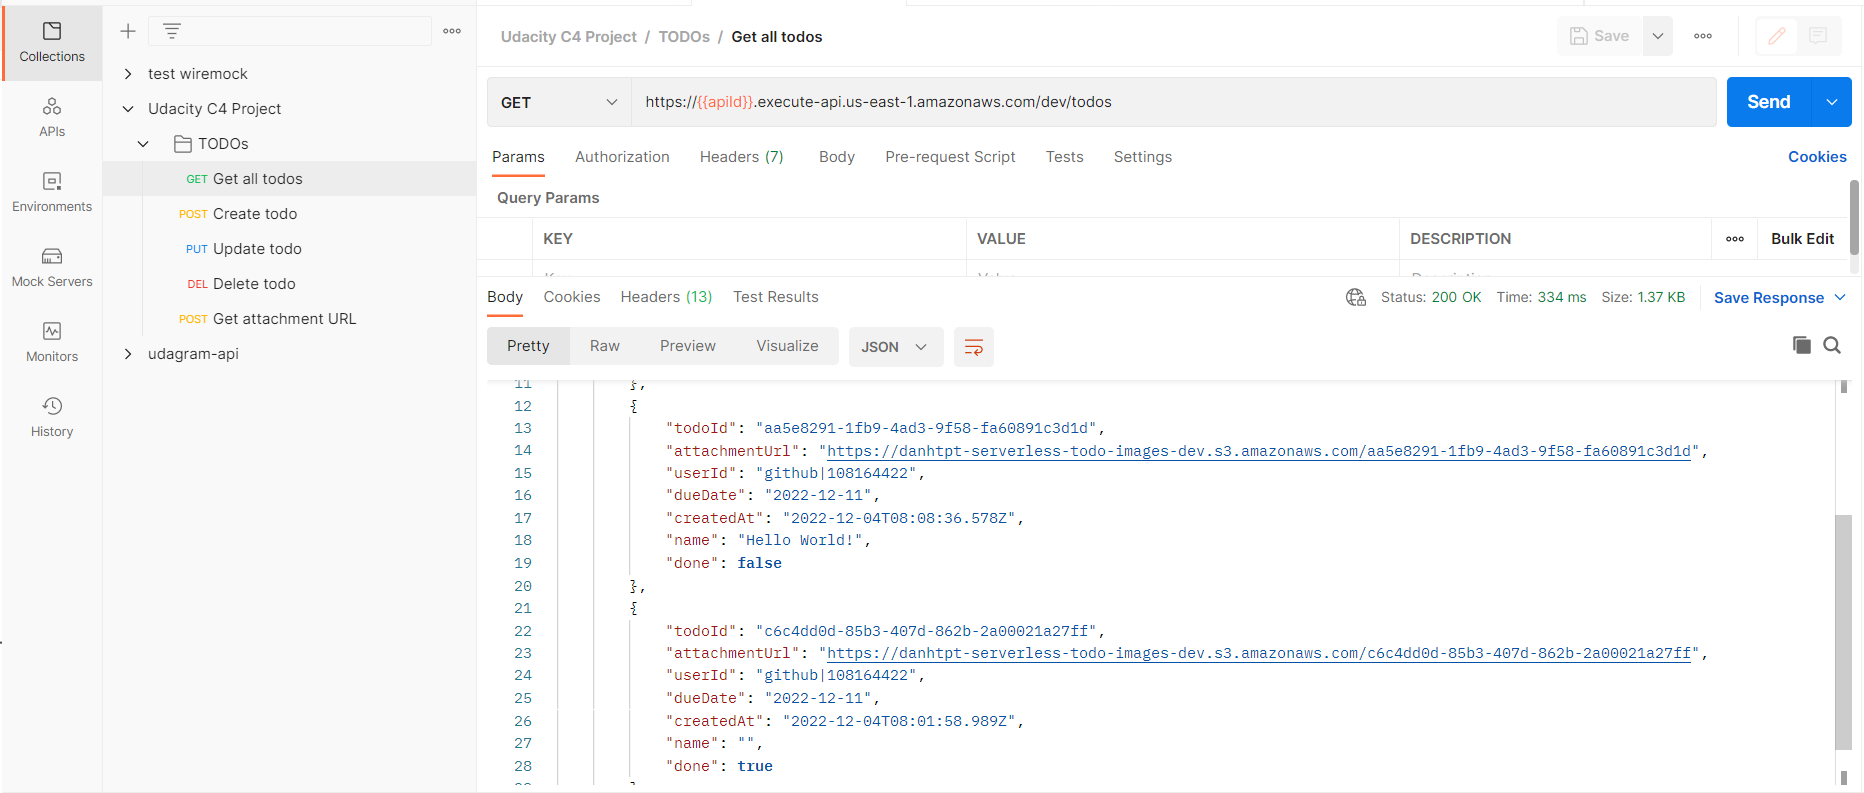 Collections
APIs
Environments
Mock Servers
Monitors
History
test wiremock
Udacity C4 Project
TODOs
GET Get all todos
POST Create todo
PUT Update todo
DEL Delete todo
POST Get attachment URL
udagram-api
Udacity C4 Project / TODOs / Get all todos
Save
GET https://{{apiId}}.execute-api.us-east-1.amazonaws.com/dev/todos
Send
Params Authorization Headers (7) Body Pre-request Script Tests Settings Cookies
Query Params
KEY VALUE DESCRIPTION Bulk Edit
Body Cookies Headers (13) Test Results Status: 200 OK Time: 334 ms Size: 1.37 KB Save Response
Pretty Raw Preview Visualize JSON
11 },
12 {
13 "todoId": "aa5e8291-1fb9-4ad3-9f58-fa60891c3d1d",
14 "attachmentUrl": "https://danhtpt-serverless-todo-images-dev.s3.amazonaws.com/aa5e8291-1fb9-4ad3-9f58-fa60891c3d1d",
15 "userId": "github|108164422",
16 "dueDate": "2022-12-11",
17 "createdAt": "2022-12-04T08:08:36.578Z",
18 "name": "Hello World!",
19 "done": false
20 },
21 {
22 "todoId": "c6c4dd0d-85b3-407d-862b-2a00021a27ff",
23 "attachmentUrl": "https://danhtpt-serverless-todo-images-dev.s3.amazonaws.com/c6c4dd0d-85b3-407d-862b-2a00021a27ff",
24 "userId": "github|108164422",
25 "dueDate": "2022-12-11",
26 "createdAt": "2022-12-04T08:01:58.989Z",
27 "name": "",
28 "done": true